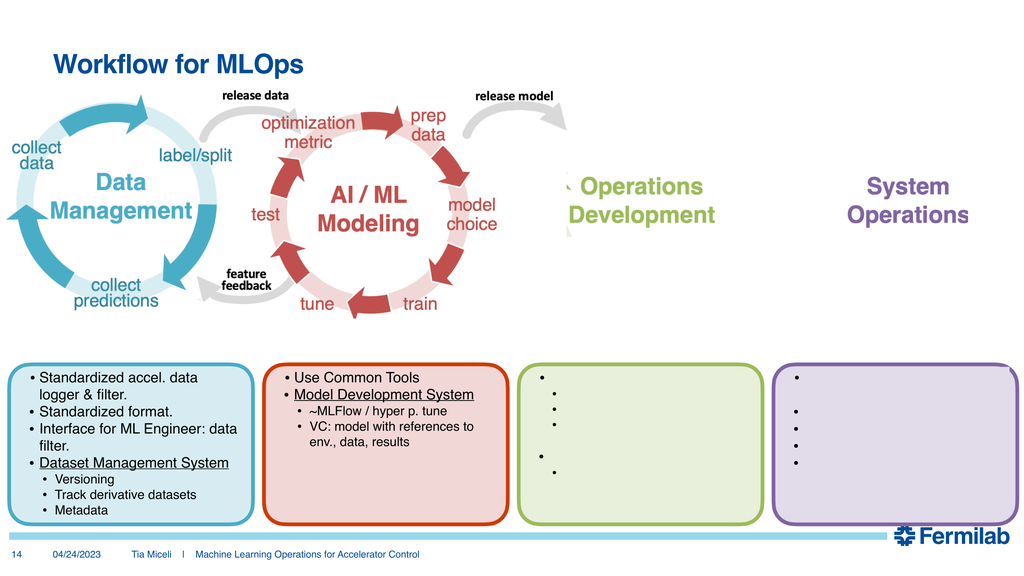 Workflow for MLOps
release data
release model
collect
data
label/split
Data
Management
collect
predictions
optimization
metric
prep
data
AI / ML
Modeling
model
choice
test
tune
train
feature
feedback
Operations
Development
System
Operations
• Standardized accel. data
logger & filter.
• Standardized format.
• Interface for ML Engineer: data
filter.
• Dataset Management System
• Versioning
• Track derivative datasets
• Metadata
• Use Common Tools
• Model Development System
• ~MLFlow / hyper p. tune
• VC: model with references to
env., data, results
14 04/24/2023 Tia Miceli | Machine Learning Operations for Accelerator Control
Fermilab